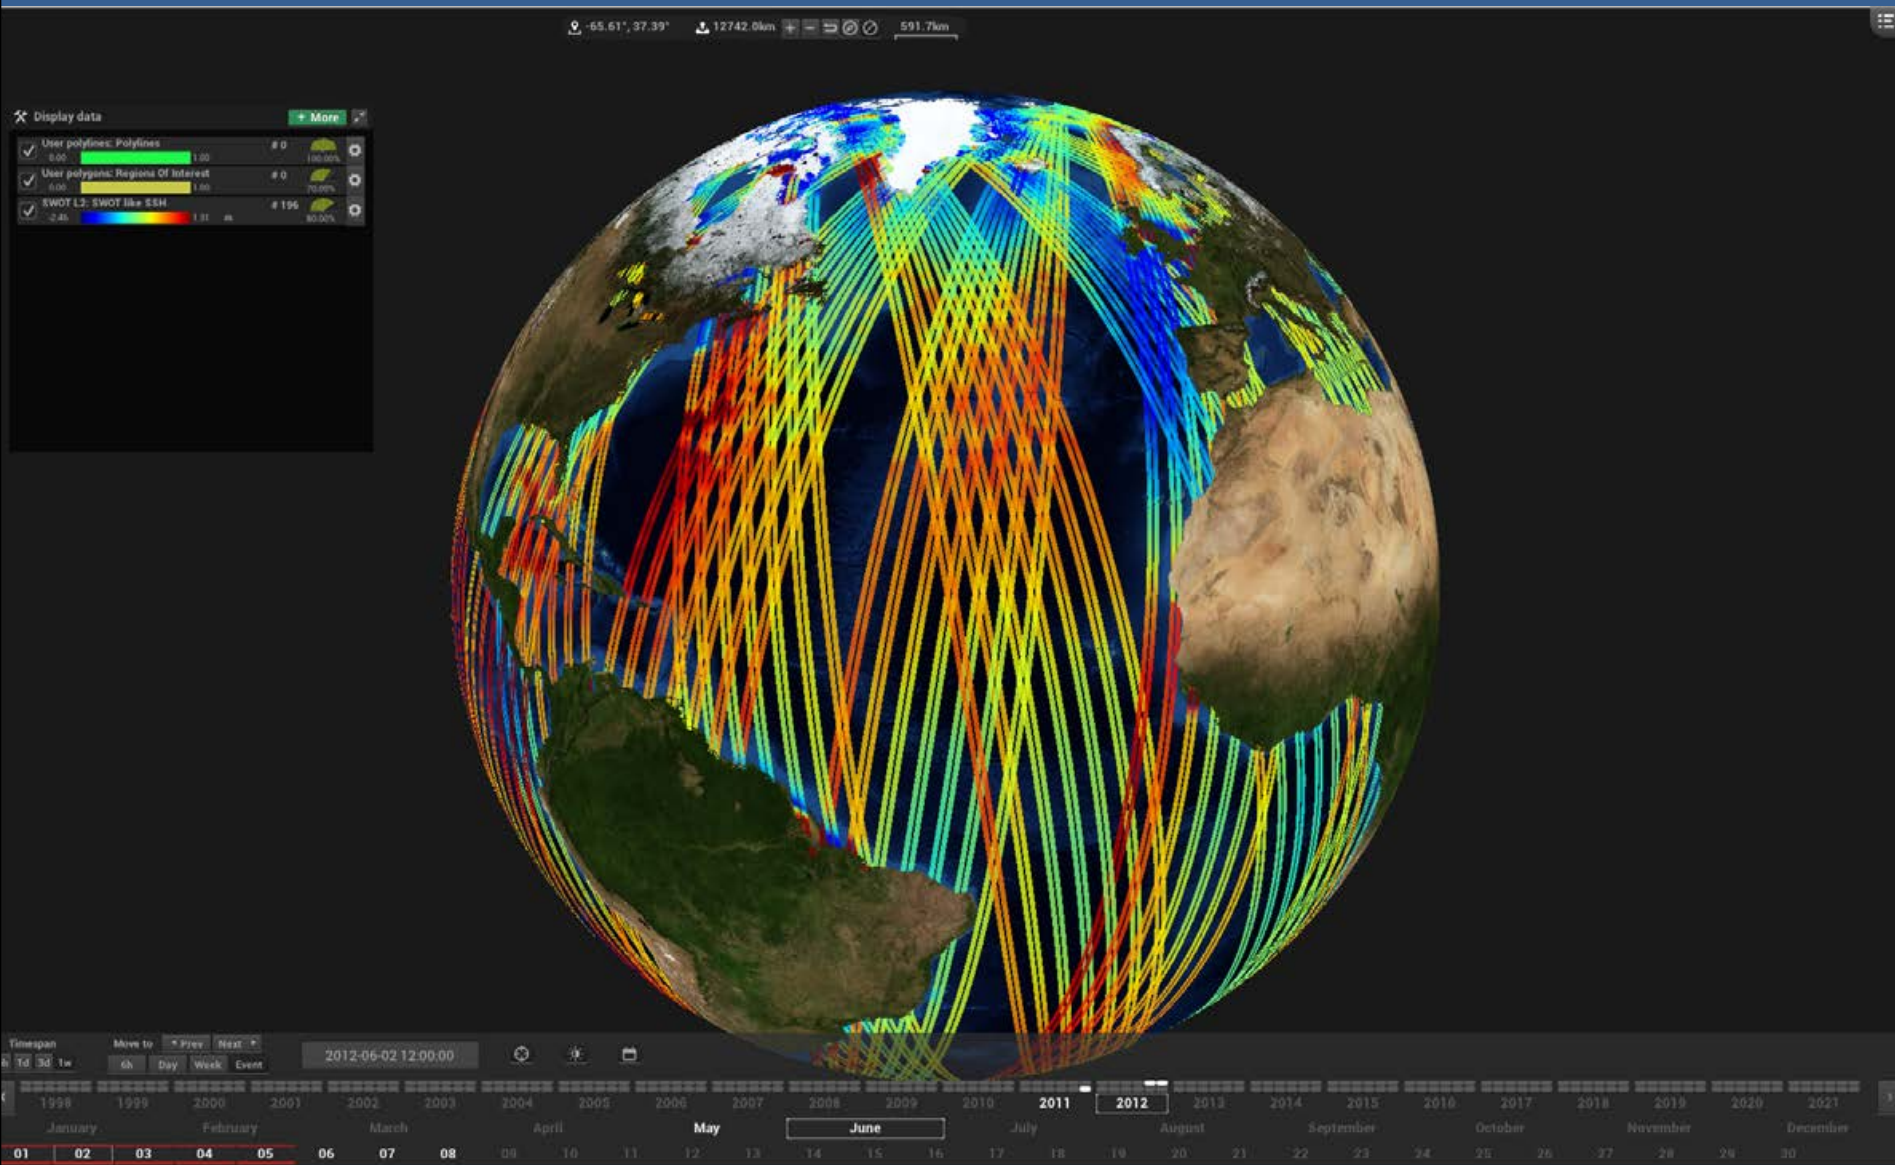 -65.61°, 37.39° 12742.0km 591.7km
Display data + More
User polylines: Polylines # 0
0.00 1.00 100.00%
User polygons: Regions Of Interest # 0
0.00 1.00 70.00%
SWOT L2: SWOT like SSH # 196
-2.46 1.31 m 80.00%
Timespan Move to Prev Next
1d 3d 1w 6h Day Week Event 2012-06-02 12:00:00
1998 1999 2000 2001 2002 2003 2004 2005 2006 2007 2008 2009 2010 2011 2012 2013 2014 2015 2016 2017 2018 2019 2020 2021
January February March April May June July August September October November December
01 02 03 04 05 06 07 08 09 10 11 12 13 14 15 16 17 18 19 20 21 22 23 24 25 26 27 28 29 30